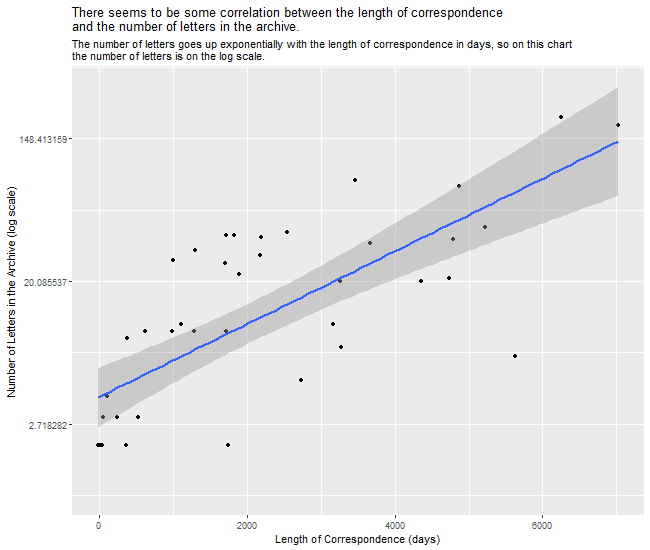 There seems to be some correlation between the length of correspondence
and the number of letters in the archive.
The number of letters goes up exponentially with the length of correspondence in days, so on this chart
the number of letters is on the log scale.
148.413159
20.085537
2.718282
Number of Letters in the Archive (log scale)
0 2000 4000 6000
Length of Correspondence (days)